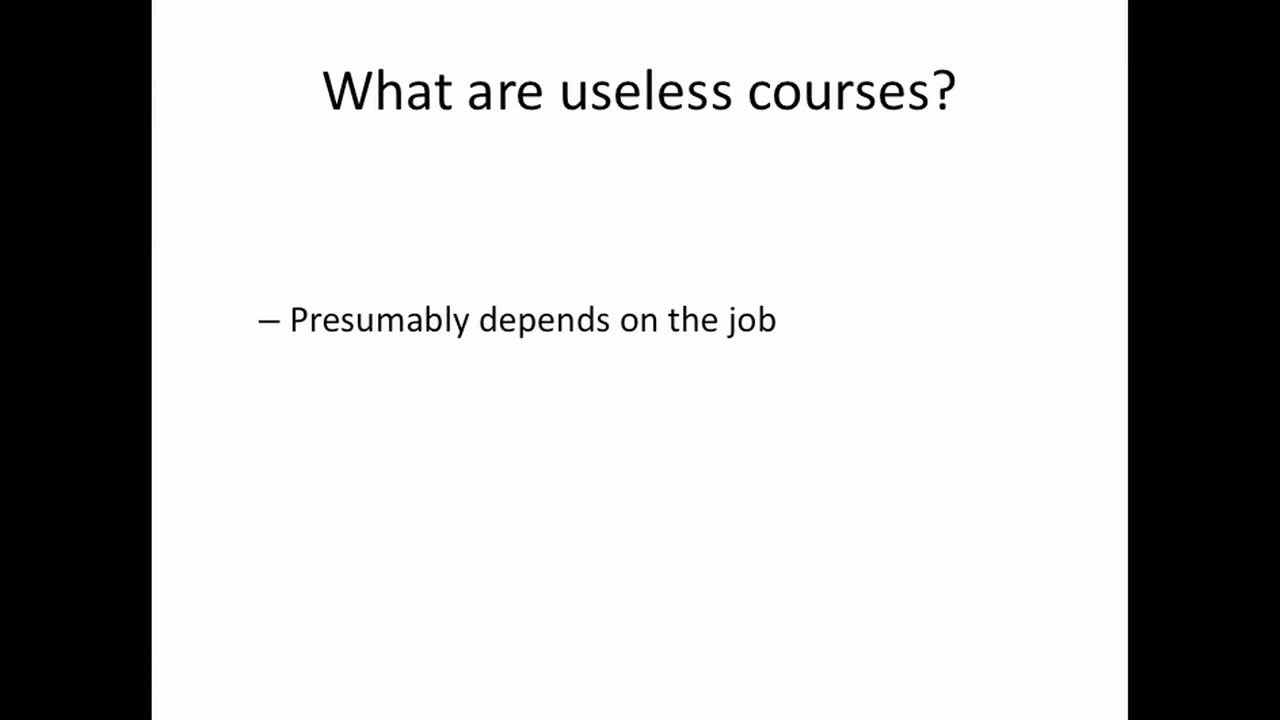 What are useless courses?
– Presumably depends on the job